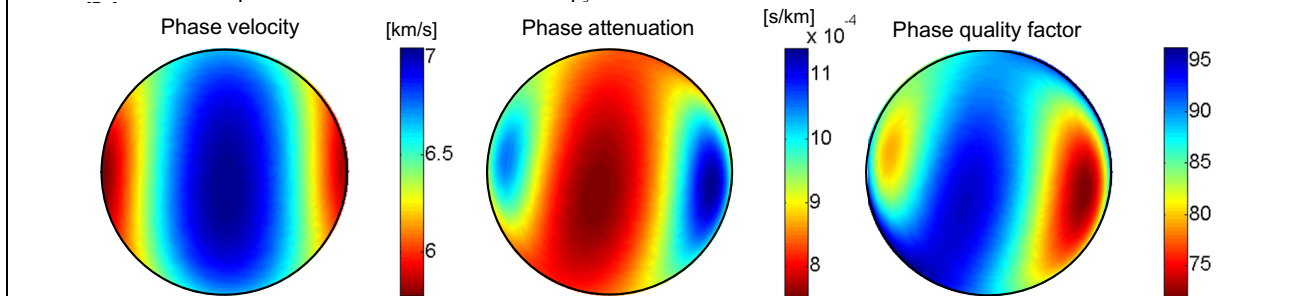 Phase velocity
[km/s]
7
6.5
6
Phase attenuation
[s/km]
x 10-4
11
10
9
8
Phase quality factor
95
90
85
80
75